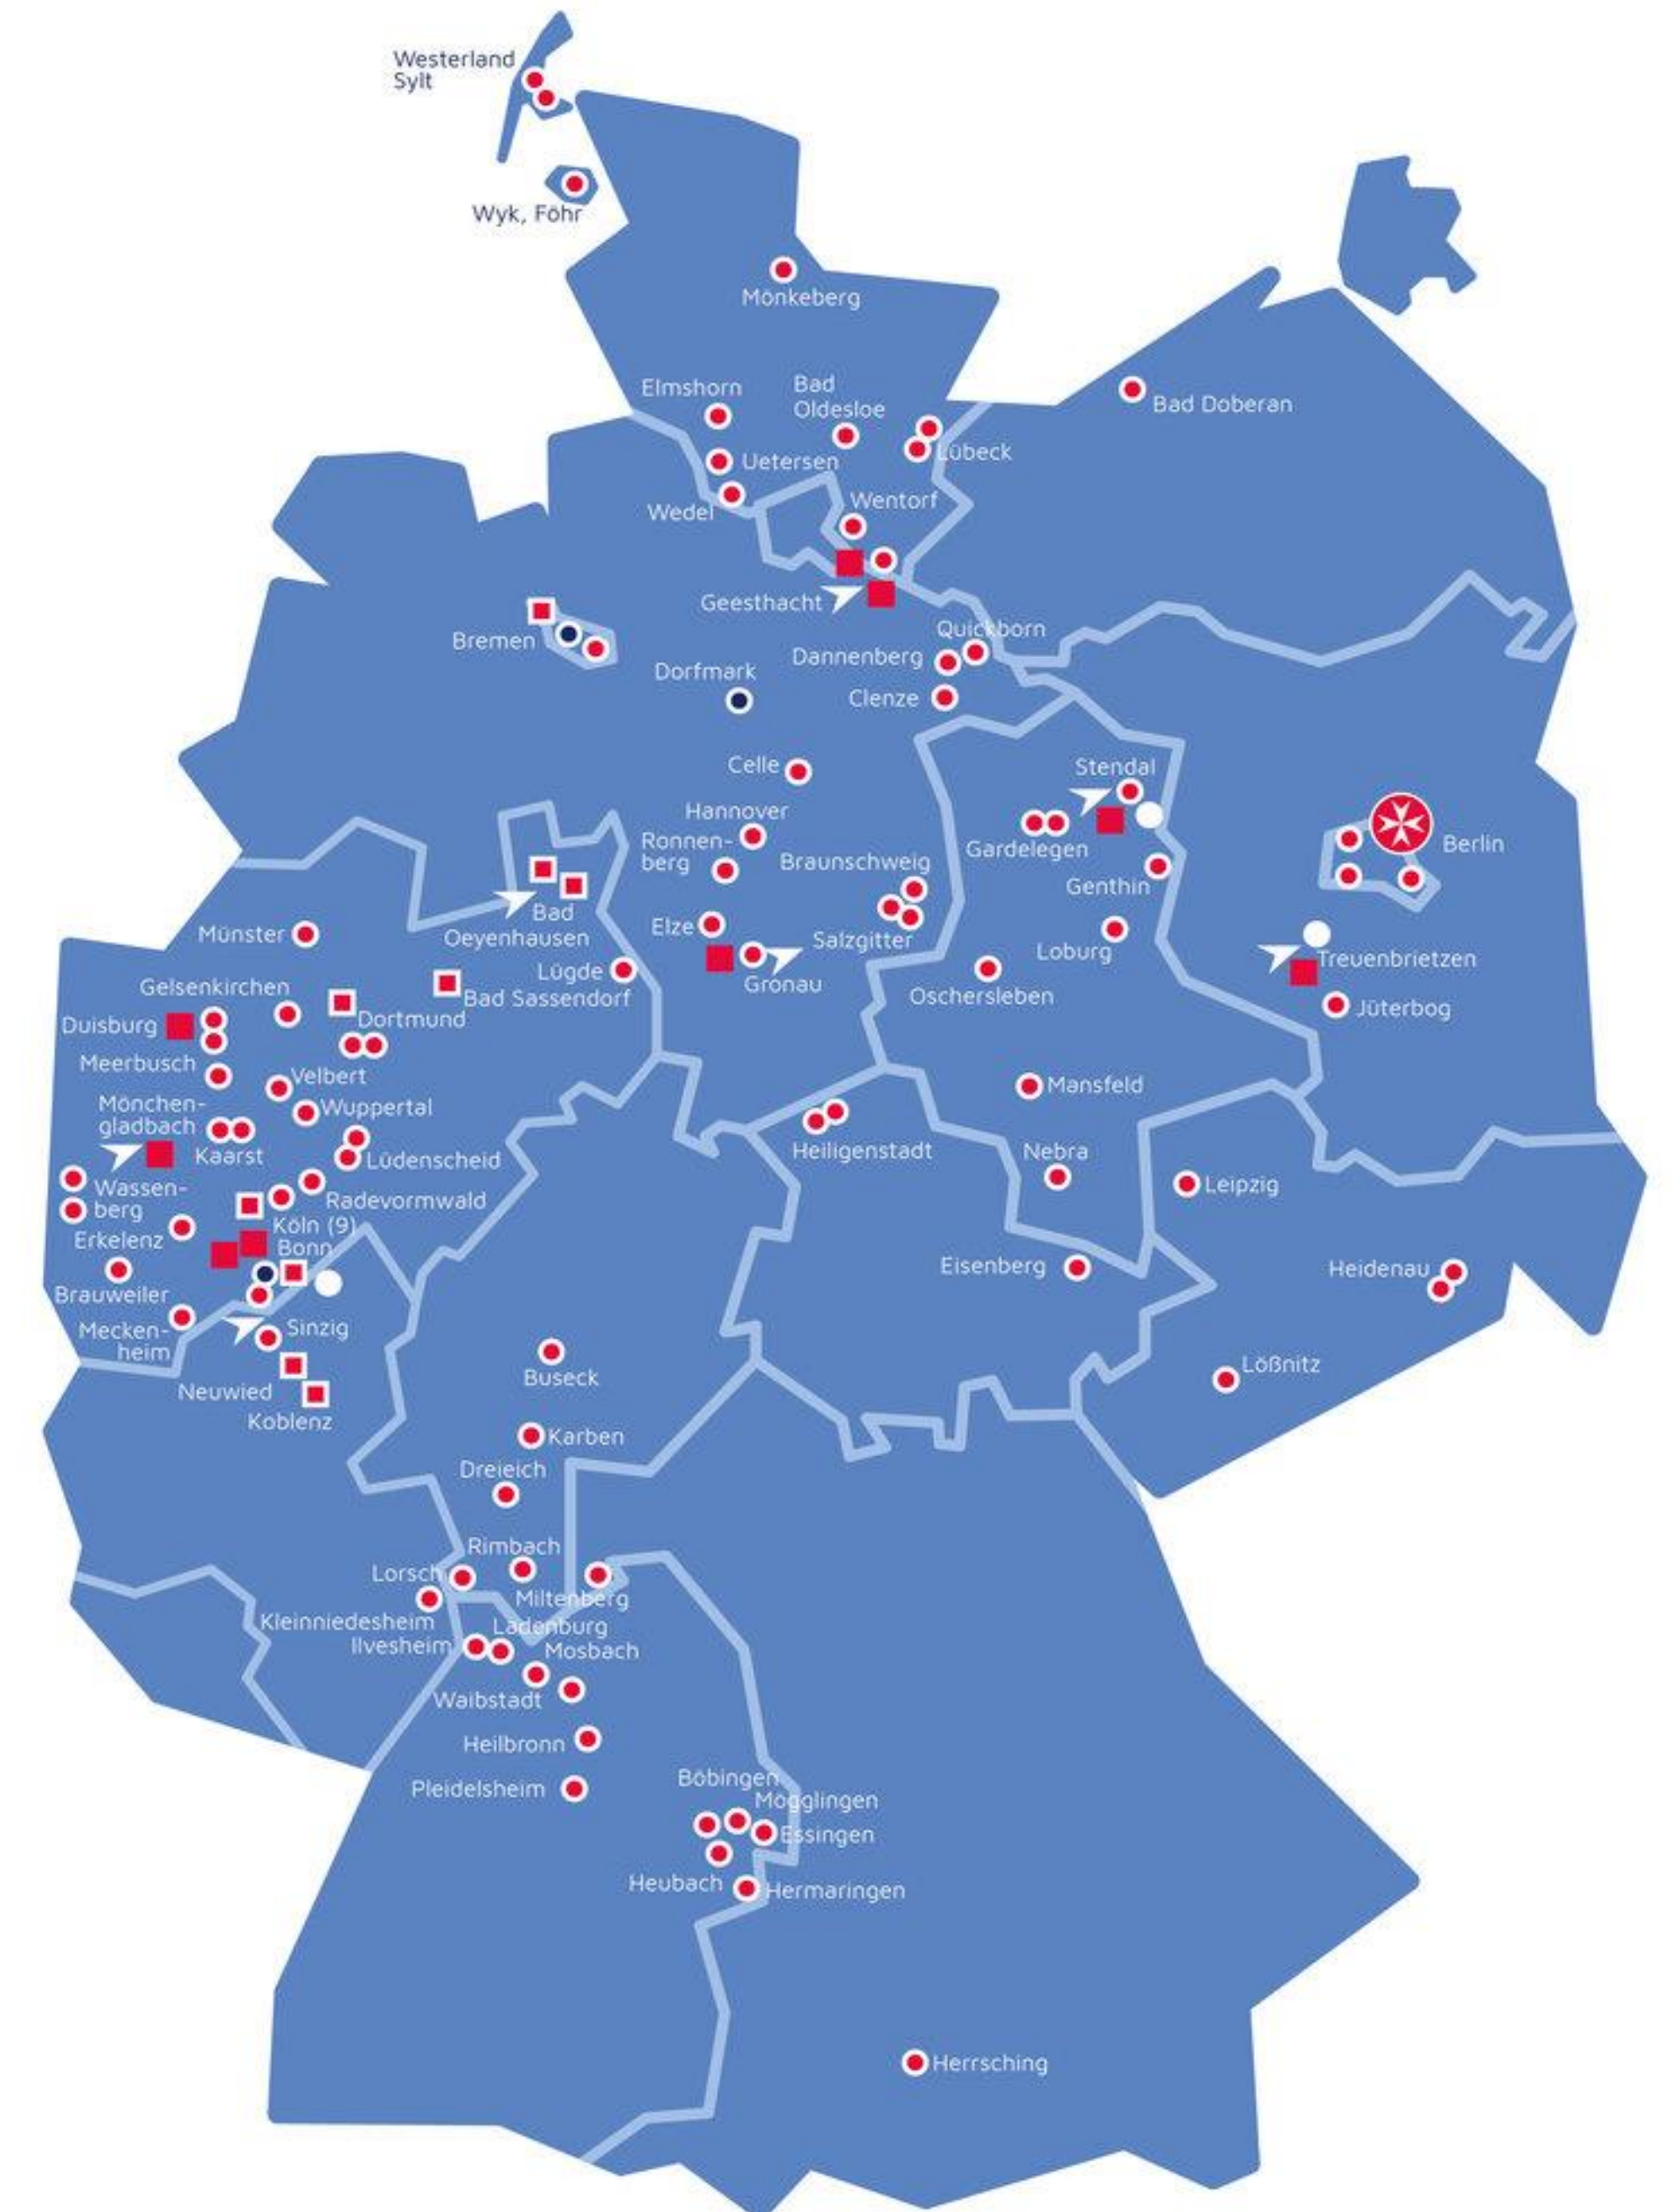 Westerland
Sylt
Wyk, Föhr
Mönkeberg
Elmshorn
Bad
Oldesloe
Bad Doberan
Lübeck
Uetersen
Wentorf
Wedel
Geesthacht
Quickborn
Bremen
Dannenberg
Dorfmark
Clenze
Celle
Stendal
Hannover
Ronnen-
berg
Braunschweig
Gardelegen
Berlin
Genthin
Bad
Oeyenhausen
Elze
Salzgitter
Münster
Loburg
Treuenbrietzen
Lügde
Gronau
Gelsenkirchen
Bad Sassendorf
Oschersleben
Jüterbog
Duisburg
Dortmund
Meerbusch
Velbert
Mansfeld
Mönchen-
gladbach
Wuppertal
Kaarst
Lüdenscheid
Heiligenstadt
Nebra
Leipzig
Wassen-
berg
Radevormwald
Köln (9)
Erkelenz
Bonn
Eisenberg
Heidenau
Brauweiler
Mecken-
heim
Sinzig
Lößnitz
Neuwied
Buseck
Koblenz
Karben
Dreieich
Rimbach
Lorsch
Miltenberg
Kleinniedesheim
Ladenburg
Ilvesheim
Mosbach
Waibstadt
Heilbronn
Pleidelsheim
Böbingen
Mögglingen
Essingen
Heubach
Hermaringen
Herrsching